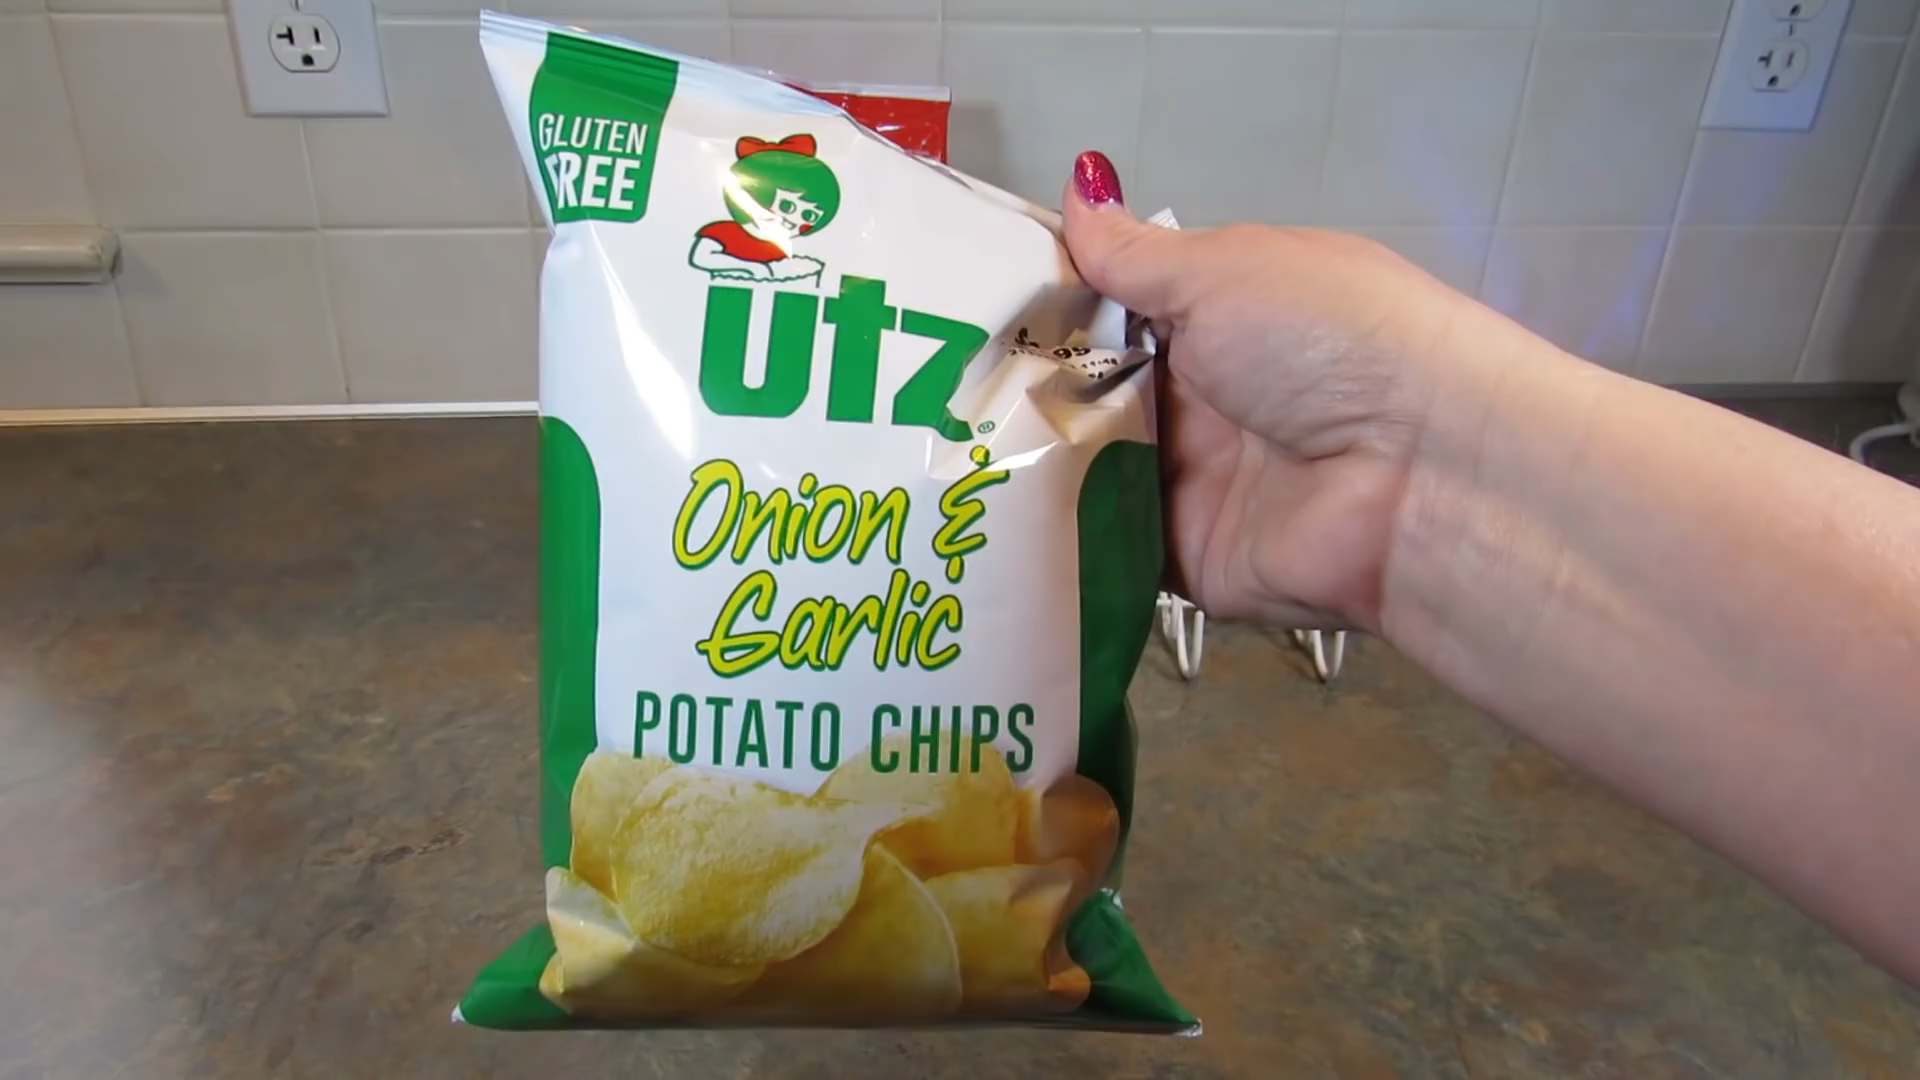 GLUTEN
FREE
utz
Onion &
Garlic
POTATO CHIPS